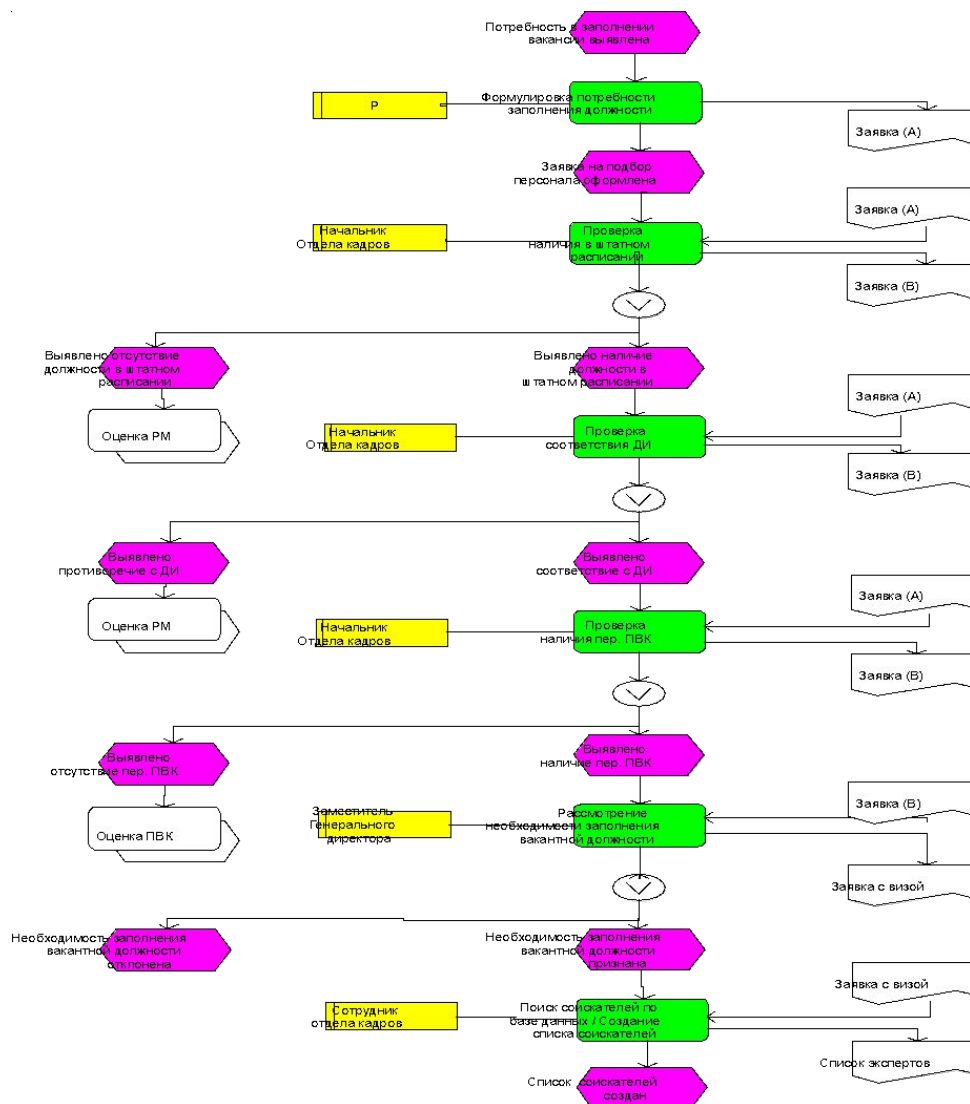 Потребность в заполнении
вакансии выявлена
Р
Формулировка потребности
заполнения должности
Заявка (А)
Заявка на подбор
персонала оформлена
Заявка (А)
Начальник
Отдела кадров
Проверка
наличия в штатном
расписаний
Заявка (В)
Выявлено отсутствие
должности в штатном
расписании
Выявлено наличие
должности в
штатном расписании
Заявка (А)
Оценка РМ
Начальник
Отдела кадров
Проверка
соответствия ДИ
Заявка (В)
Выявлено
противоречие с ДИ
Выявлено
соответствие с ДИ
Заявка (А)
Оценка РМ
Начальник
Отдела кадров
Проверка
наличия пер. ПВК
Заявка (В)
Выявлено
отсутствие пер. ПВК
Выявлено
наличие пер. ПВК
Заявка (В)
Оценка ПВК
Заместитель
Генерального
директора
Рассмотрение
необходимости заполнения
вакантной должности
Заявка с визой
Необходимость заполнения
вакантной должности
отклонена
Необходимость заполнения
вакантной должности
признана
Заявка с визой
Сотрудник
отдела кадров
Поиск соискателей по
базе данных / Создание
списка соискателей
Список экспертов
Список соискателей
создан